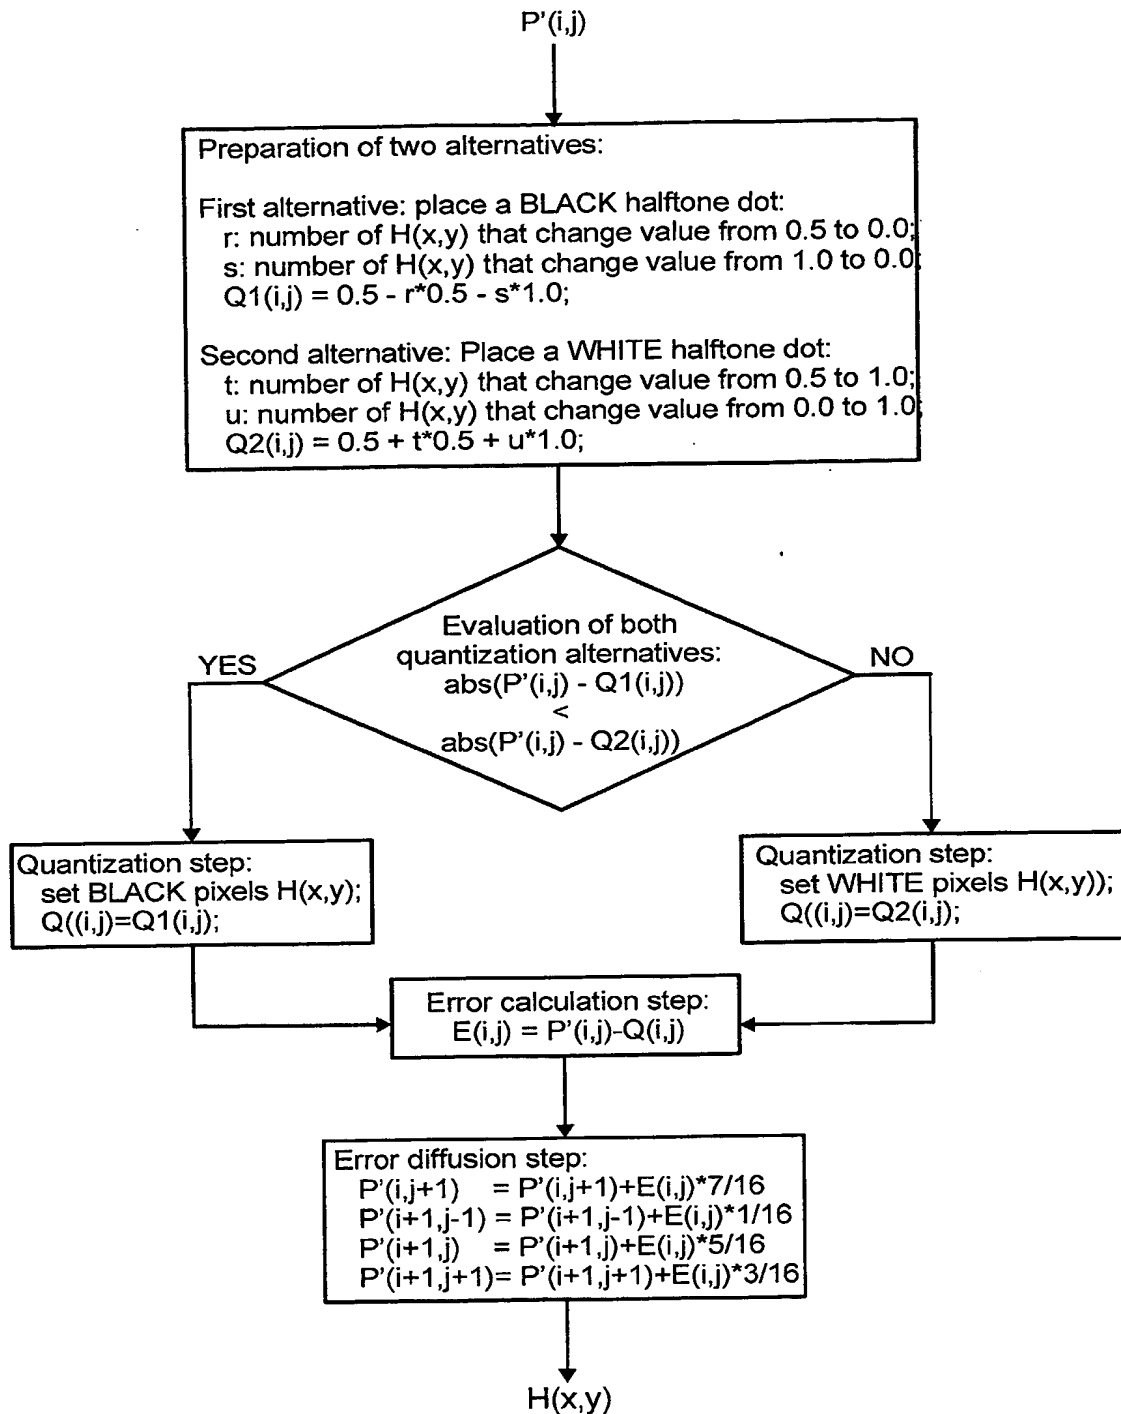 P'(i,j)
Preparation of two alternatives:
First alternative: place a BLACK halftone dot:
r: number of H(x,y) that change value from 0.5 to 0.0;
s: number of H(x,y) that change value from 1.0 to 0.0;
Q1(i,j) = 0.5 - r*0.5 - s*1.0;
Second alternative: Place a WHITE halftone dot:
t: number of H(x,y) that change value from 0.5 to 1.0;
u: number of H(x,y) that change value from 0.0 to 1.0;
Q2(i,j) = 0.5 + t*0.5 + u*1.0;
Evaluation of both
quantization alternatives:
abs(P'(i,j) - Q1(i,j))
<
abs(P'(i,j) - Q2(i,j))
YES
NO
Quantization step:
set BLACK pixels H(x,y);
Q((i,j)=Q1(i,j);
Quantization step:
set WHITE pixels H(x,y));
Q((i,j)=Q2(i,j);
Error calculation step:
E(i,j) = P'(i,j)-Q(i,j)
Error diffusion step:
P'(i,j+1) = P'(i,j+1)+E(i,j)*7/16
P'(i+1,j-1) = P'(i+1,j-1)+E(i,j)*1/16
P'(i+1,j) = P'(i+1,j)+E(i,j)*5/16
P'(i+1,j+1)= P'(i+1,j+1)+E(i,j)*3/16
H(x,y)